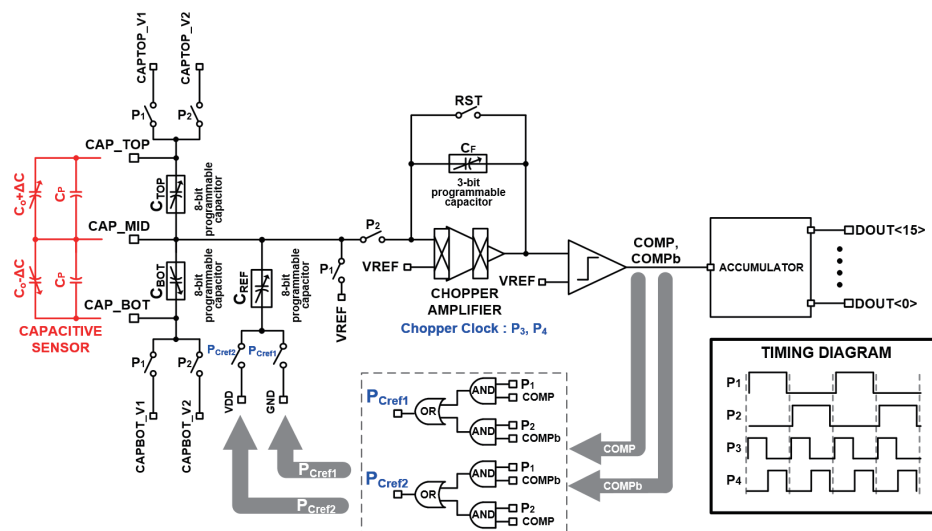 CAPTOP_V1
CAPTOP_V2
P1
P2
CAP_TOP
Co+ΔC
CP
CTOP
8-bit
programmable
capacitor
CAP_MID
Co-ΔC
CP
CBOT
8-bit
programmable
capacitor
CAP_BOT
CAPACITIVE
SENSOR
P1
P2
CAPBOT_V1
CAPBOT_V2
CREF
8-bit
programmable
capacitor
PCref2
PCref1
VDD
GND
P1
VREF
P2
RST
CF
3-bit
programmable
capacitor
VREF
CHOPPER
AMPLIFIER
Chopper Clock : P3, P4
VREF
COMP,
COMPb
ACCUMULATOR
DOUT<15>
DOUT<0>
PCref1
OR
AND
P1
COMP
AND
P2
COMPb
PCref2
OR
AND
P1
COMPb
AND
P2
COMP
COMP
COMPb
PCref1
PCref2
TIMING DIAGRAM
P1
P2
P3
P4